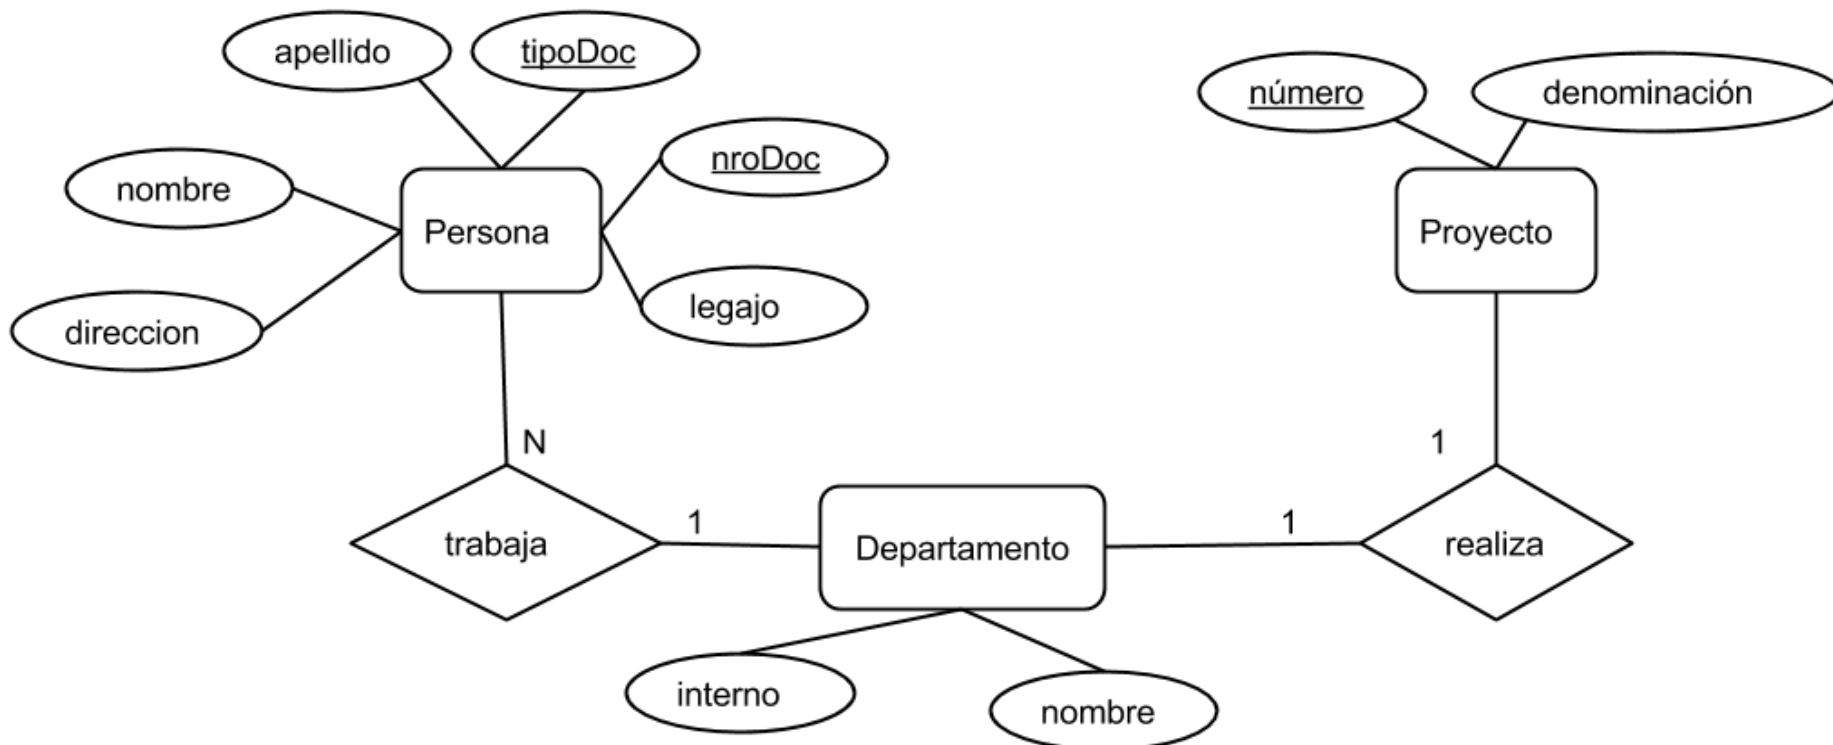 apellido
tipoDoc
número
denominación
nroDoc
nombre
Persona
Proyecto
legajo
direccion
N
1
trabaja
1
Departamento
1
realiza
interno
nombre